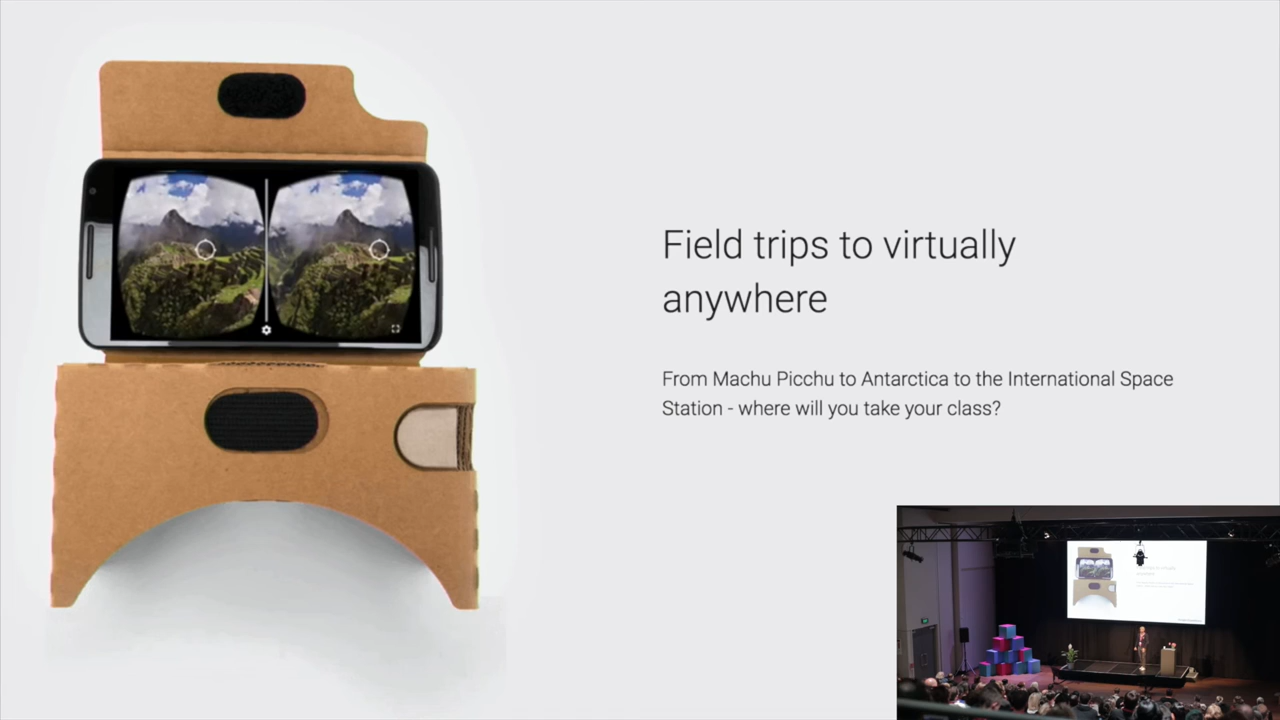 Field trips to virtually
anywhere
From Machu Picchu to Antarctica to the International Space
Station - where will you take your class?